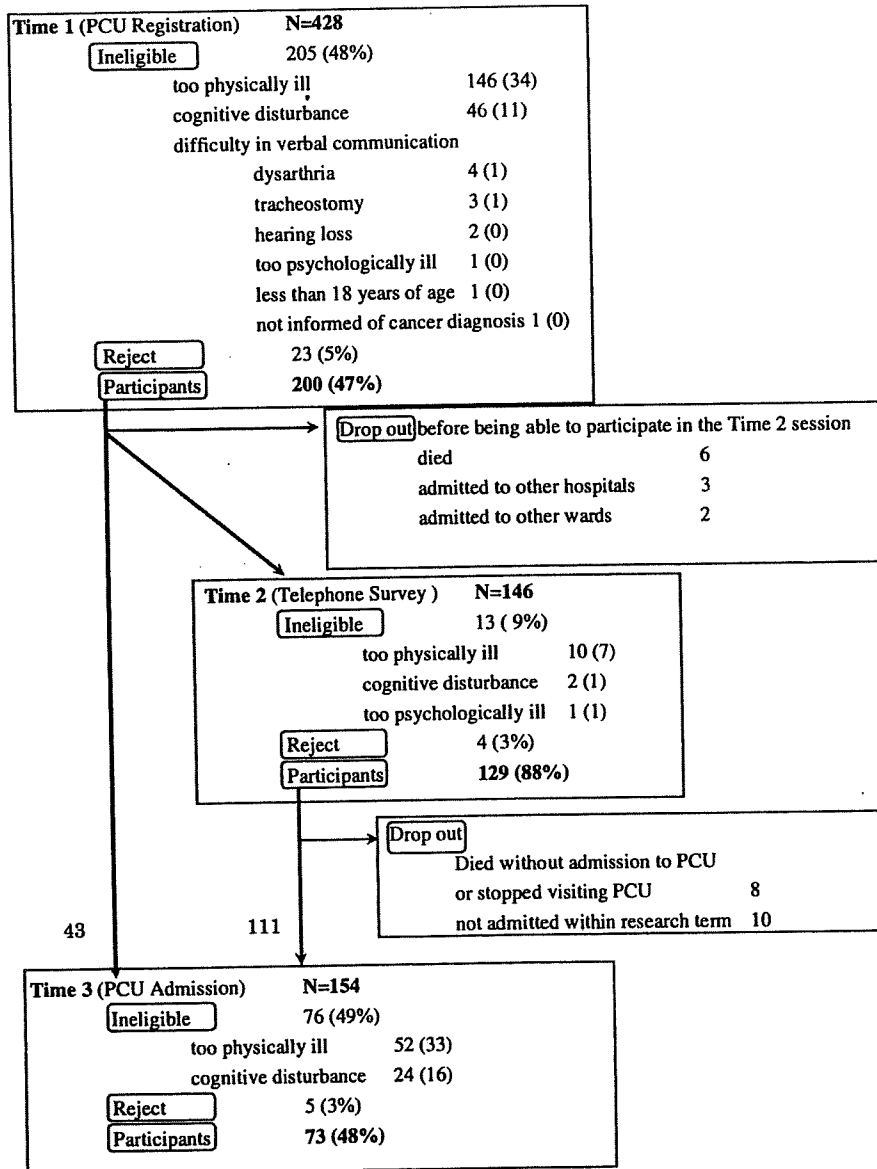 Time 1 (PCU Registration) N=428
Ineligible 205 (48%)
too physically ill 146 (34)
cognitive disturbance 46 (11)
difficulty in verbal communication
dysarthria 4 (1)
tracheostomy 3 (1)
hearing loss 2 (0)
too psychologically ill 1 (0)
less than 18 years of age 1 (0)
not informed of cancer diagnosis 1 (0)
Reject 23 (5%)
Participants 200 (47%)
Drop out before being able to participate in the Time 2 session
died 6
admitted to other hospitals 3
admitted to other wards 2
Time 2 (Telephone Survey ) N=146
Ineligible 13 ( 9%)
too physically ill 10 (7)
cognitive disturbance 2 (1)
too psychologically ill 1 (1)
Reject 4 (3%)
Participants 129 (88%)
Drop out
Died without admission to PCU
or stopped visiting PCU 8
not admitted within research term 10
43 111
Time 3 (PCU Admission) N=154
Ineligible 76 (49%)
too physically ill 52 (33)
cognitive disturbance 24 (16)
Reject 5 (3%)
Participants 73 (48%)